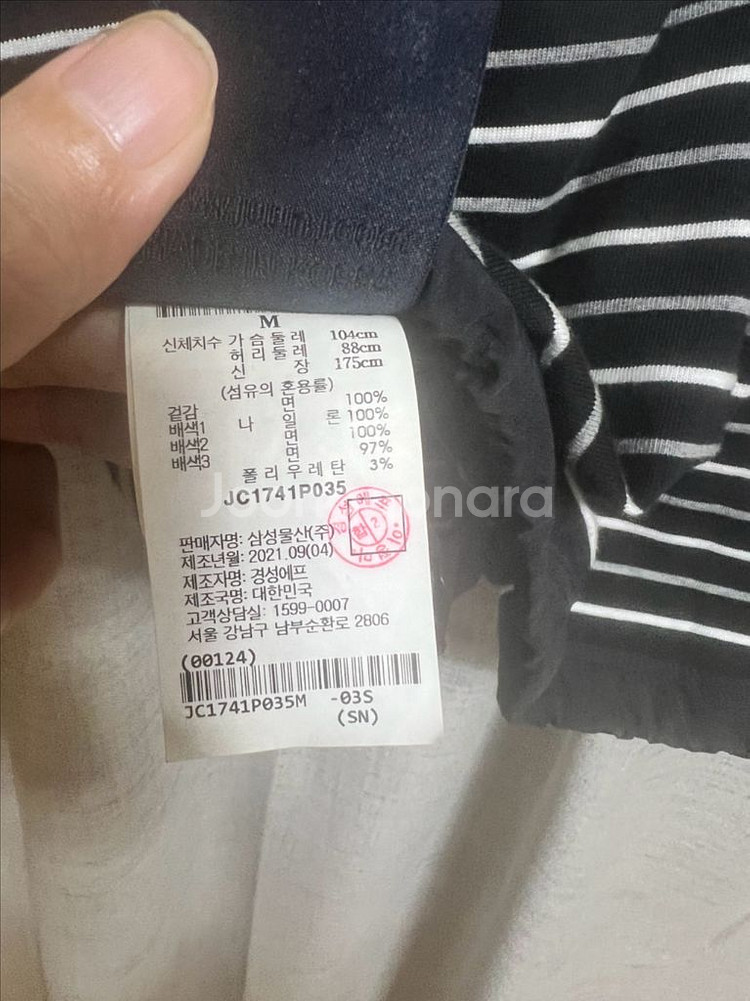 M
신체치수 가 슴 둘 레 104cm
허 리 둘 레 88cm
신 장 175cm
(섬유의 혼용률)
겉감 면 100%
배색1 나 일 론 100%
배색2 면 100%
배색3 면 97%
폴 리 우 레 탄 3%
JC1741P035
Joonggonara
판매자명: 삼성물산(주)
제조년월: 2021.09(04)
제조자명: 경성에프
제조국명: 대한민국
고객상담실: 1599-0007
서울 강남구 남부순환로 2806
(00124)
JC1741P035M -03S
(SN)